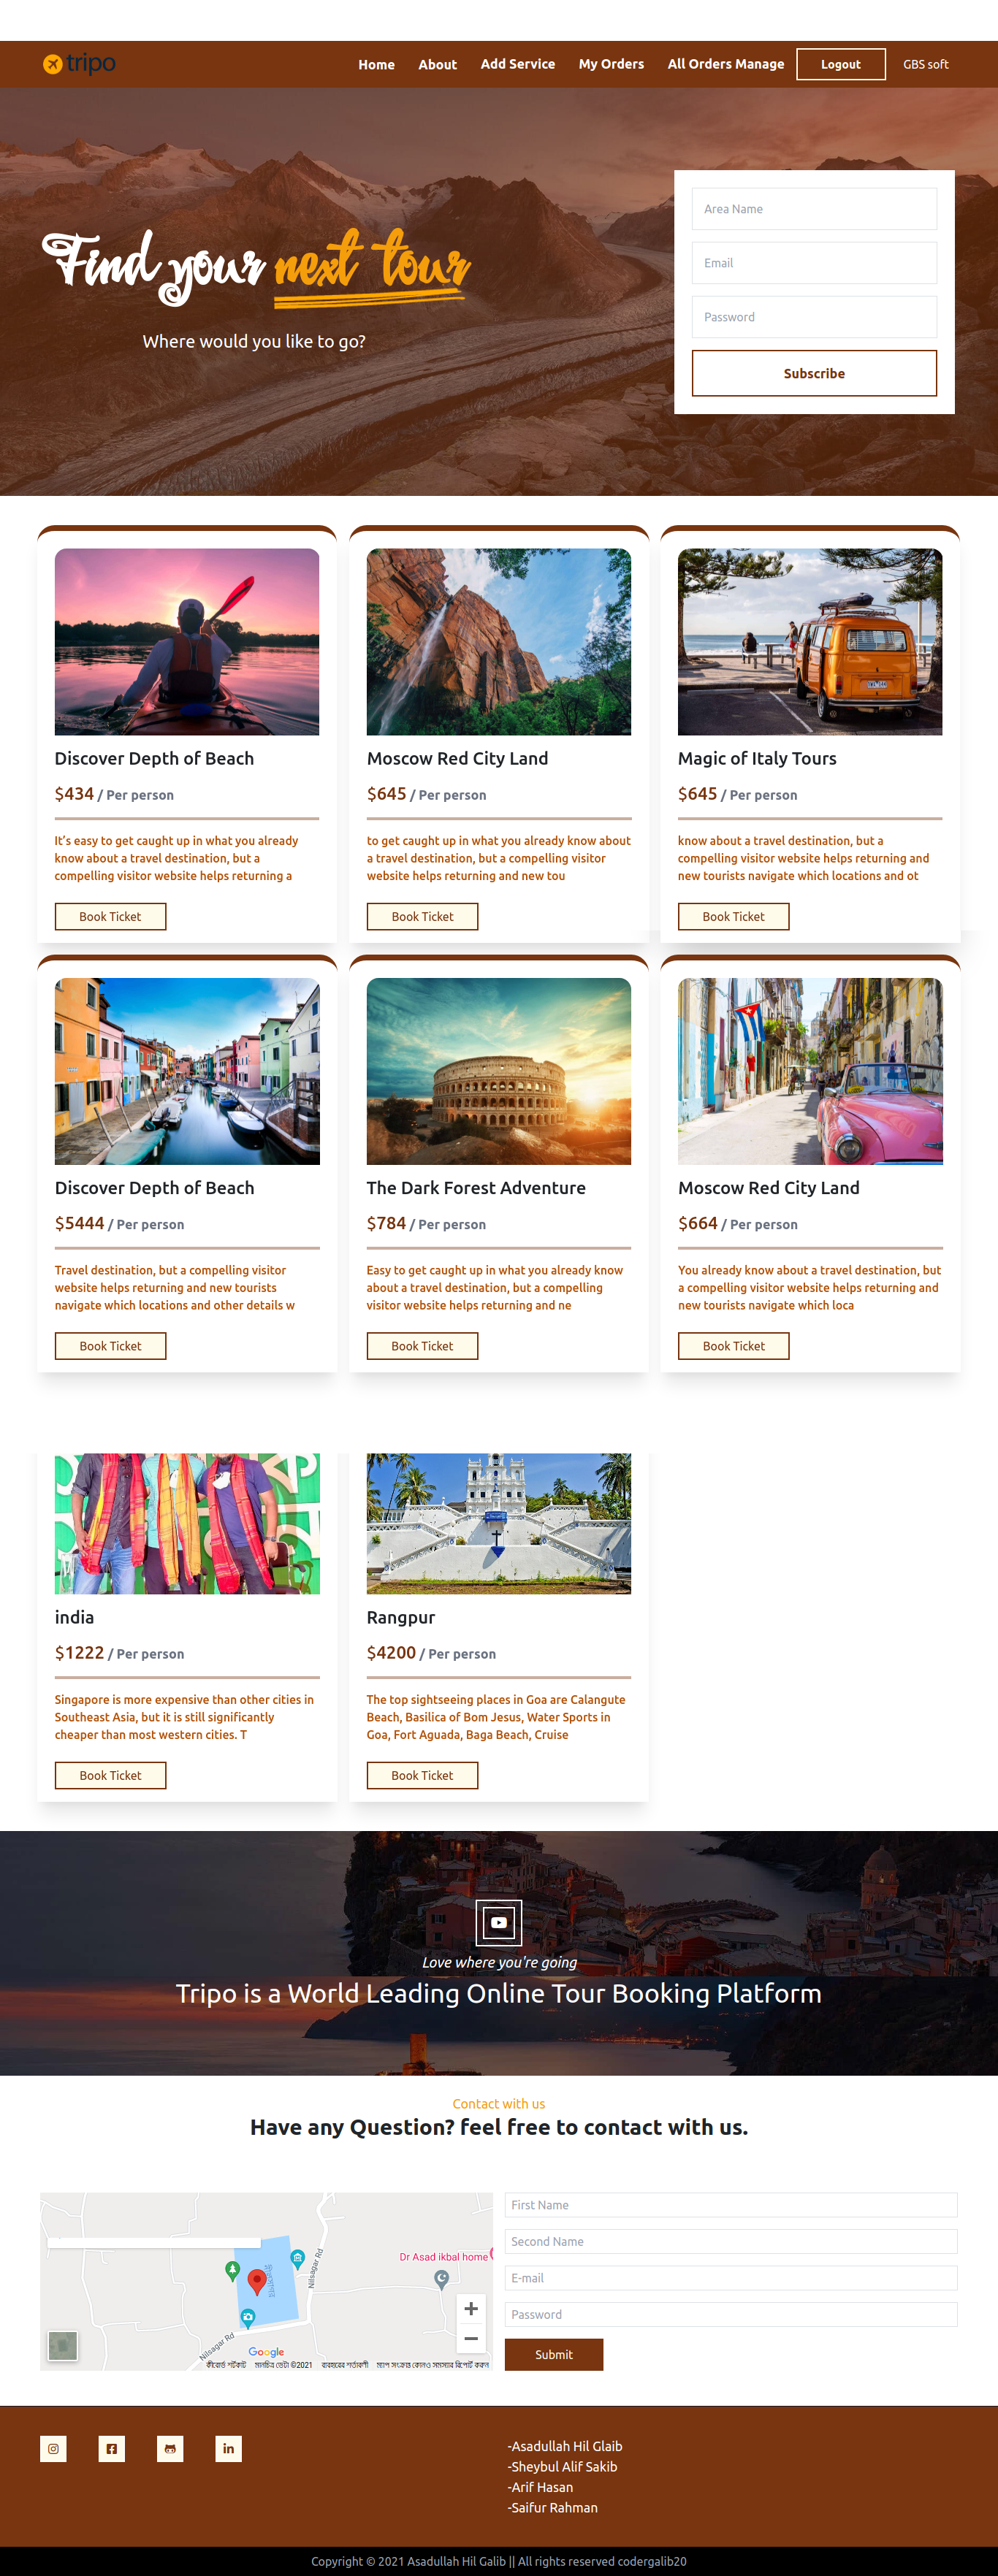 tripo
Home About Add Service My Orders All Orders Manage Logout GBS soft
Find your next tour
Where would you like to go?
Area Name
Email
Password
Subscribe
Discover Depth of Beach
$434 / Per person
It's easy to get caught up in what you already
know about a travel destination, but a
compelling visitor website helps returning a
Book Ticket
Moscow Red City Land
$645 / Per person
to get caught up in what you already know about
a travel destination, but a compelling visitor
website helps returning and new tou
Book Ticket
Magic of Italy Tours
$645 / Per person
know about a travel destination, but a
compelling visitor website helps returning and
new tourists navigate which locations and ot
Book Ticket
Discover Depth of Beach
$5444 / Per person
Travel destination, but a compelling visitor
website helps returning and new tourists
navigate which locations and other details w
Book Ticket
The Dark Forest Adventure
$784 / Per person
Easy to get caught up in what you already know
about a travel destination, but a compelling
visitor website helps returning and ne
Book Ticket
Moscow Red City Land
$664 / Per person
You already know about a travel destination, but
a compelling visitor website helps returning and
new tourists navigate which loca
Book Ticket
india
$1222 / Per person
Singapore is more expensive than other cities in
Southeast Asia, but it is still significantly
cheaper than most western cities. T
Book Ticket
Rangpur
$4200 / Per person
The top sightseeing places in Goa are Calangute
Beach, Basilica of Bom Jesus, Water Sports in
Goa, Fort Aguada, Baga Beach, Cruise
Book Ticket
Love where you're going
Tripo is a World Leading Online Tour Booking Platform
Contact with us
Have any Question? feel free to contact with us.
Dr Asad ikbal home
Nilsagar Rd
নীলসাগর
Nilsagar Rd
Google
কীবোর্ড শর্টকাট মানচিত্র ডেটা ©2021 ব্যবহারের শর্তাবলী ম্যাপ সংক্রান্ত কোনও সমস্যার রিপোর্ট করুন
First Name
Second Name
E-mail
Password
Submit
-Asadullah Hil Glaib
-Sheybul Alif Sakib
-Arif Hasan
-Saifur Rahman
Copyright © 2021 Asadullah Hil Galib || All rights reserved codergalib20